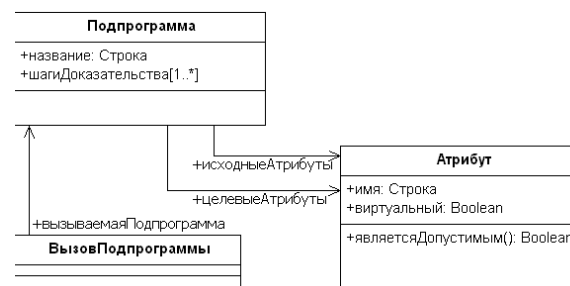 Подпрограмма
+название: Строка
+шагиДоказательства[1..*]
+исходныеАтрибуты
Атрибут
+целевыеАтрибуты
+имя: Строка
+виртуальный: Boolean
+вызываемаяПодпрограмма
+являетсяДопустимым(): Boolean
ВызовПодпрограммы